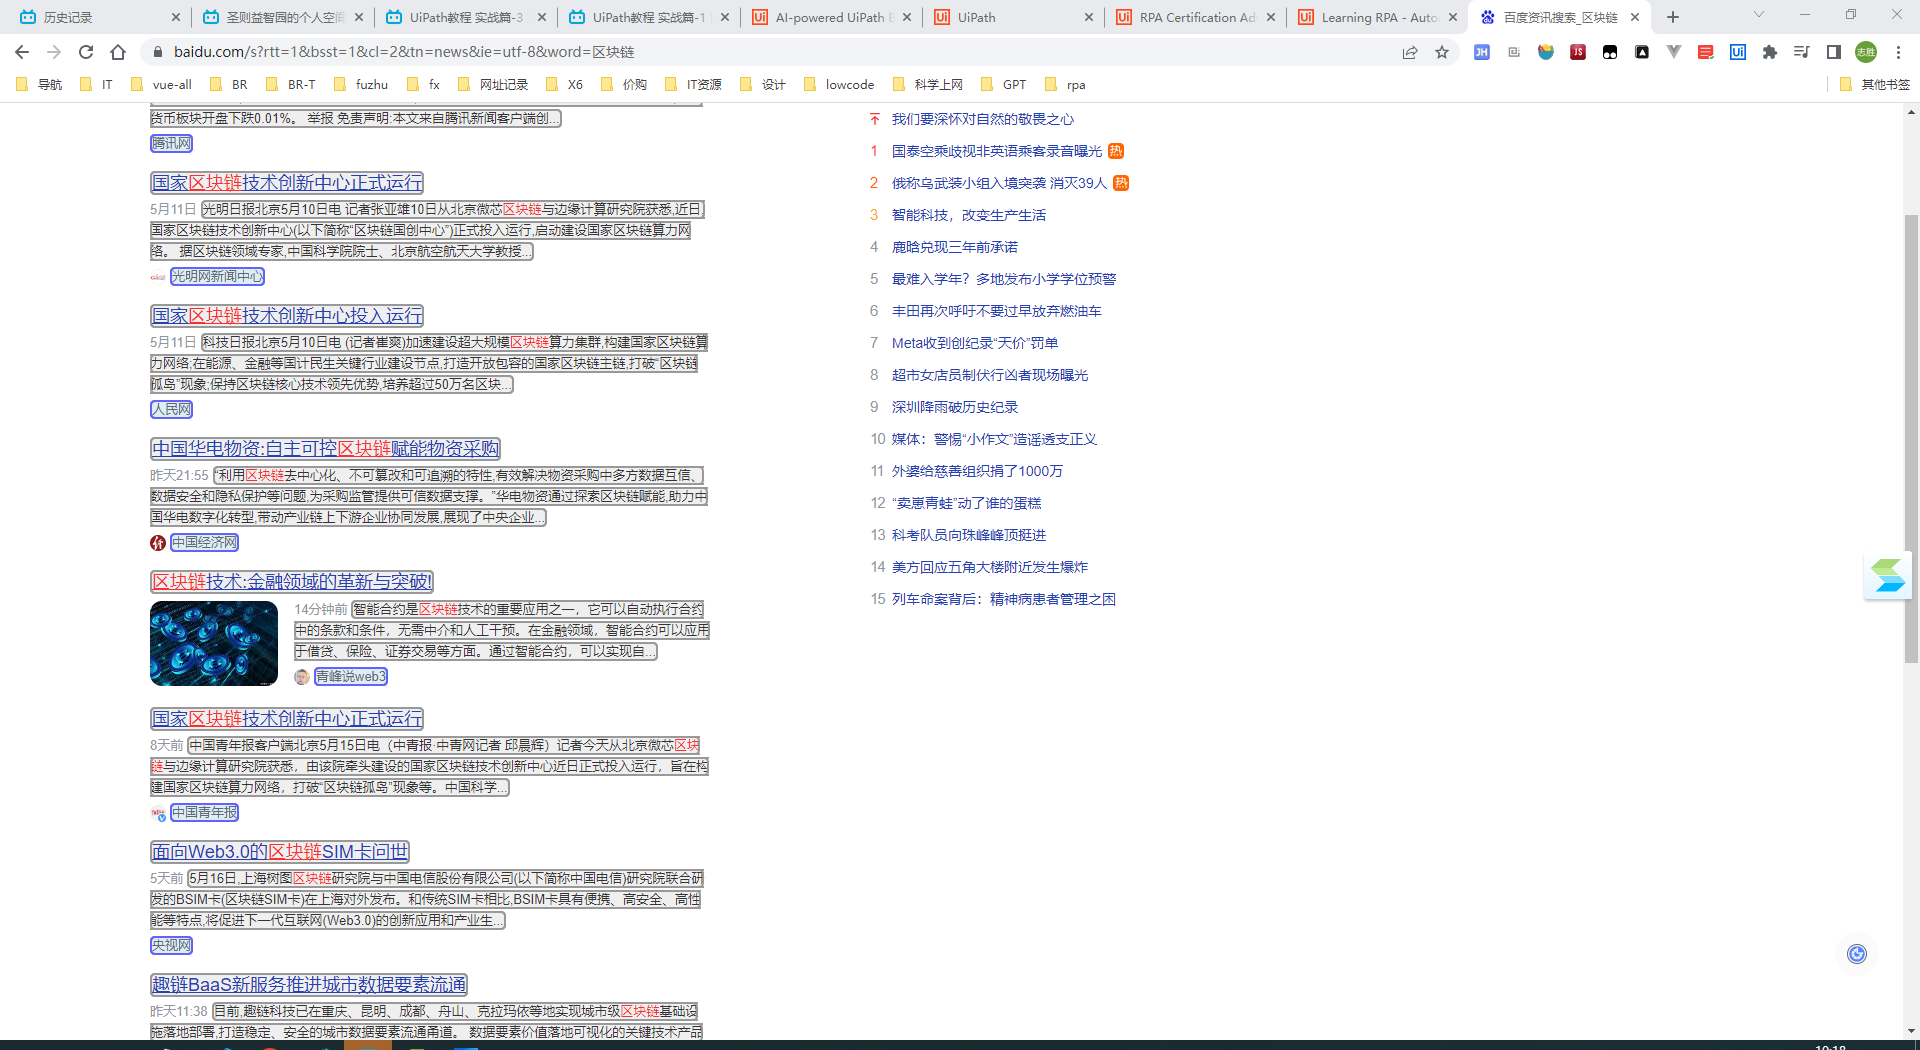 历史记录
圣则益智园的个人空间
UiPath教程 实战篇-3
UiPath教程 实战篇-1
AI-powered UiPath
UiPath
RPA Certification Ad
Learning RPA - Auto
百度资讯搜索_区块链
baidu.com/s?rtt=1&bsst=1&cl=2&tn=news&ie=utf-8&word=区块链
导航
IT
vue-all
BR
BR-T
fuzhu
fx
网址记录
X6
价购
IT资源
设计
lowcode
科学上网
GPT
rpa
其他书签
货币板块开盘下跌0.01%。 举报 免责声明:本文来自腾讯新闻客户端创...
腾讯网
国家区块链技术创新中心正式运行
5月11日 光明日报北京5月10日电 记者张亚雄10日从北京微芯区块链与边缘计算研究院获悉,近日,
国家区块链技术创新中心(以下简称“区块链国创中心”)正式投入运行,启动建设国家区块链算力网
络。 据区块链领域专家,中国科学院院士、北京航空航天大学教授...
光明网新闻中心
国家区块链技术创新中心投入运行
5月11日 科技日报北京5月10日电 (记者崔爽)加速建设超大规模区块链算力集群,构建国家区块链算
力网络;在能源、金融等国计民生关键行业建设节点,打造开放包容的国家区块链主链,打破“区块链
孤岛”现象;保持区块链核心技术领先优势,培养超过50万名区块...
人民网
中国华电物资:自主可控区块链赋能物资采购
昨天21:55 “利用区块链去中心化、不可篡改和可追溯的特性,有效解决物资采购中多方数据互信、
数据安全和隐私保护等问题,为采购监管提供可信数据支撑。”华电物资通过探索区块链赋能,助力中
国华电数字化转型,带动产业链上下游企业协同发展,展现了中央企业...
中国经济网
区块链技术:金融领域的革新与突破!
14分钟前 智能合约是区块链技术的重要应用之一，它可以自动执行合约
中的条款和条件，无需中介和人工干预。在金融领域，智能合约可以应用
于借贷、保险、证券交易等方面。通过智能合约，可以实现自...
青峰说web3
国家区块链技术创新中心正式运行
8天前 中国青年报客户端北京5月15日电（中青报·中青网记者 邱晨辉）记者今天从北京微芯区块
链与边缘计算研究院获悉，由该院牵头建设的国家区块链技术创新中心近日正式投入运行，旨在构
建国家区块链算力网络，打破“区块链孤岛”现象等。中国科学...
中国青年报
面向Web3.0的区块链SIM卡问世
5天前 5月16日,上海树图区块链研究院与中国电信股份有限公司(以下简称中国电信)研究院联合研
发的BSIM卡(区块链SIM卡)在上海对外发布。和传统SIM卡相比,BSIM卡具有便携、高安全、高性
能等特点,将促进下一代互联网(Web3.0)的创新应用和产业生...
央视网
趣链BaaS新服务推进城市数据要素流通
昨天11:38 目前,趣链科技已在重庆、昆明、成都、舟山、克拉玛依等地实现城市级区块链基础设
施落地部署,打造稳定、安全的城市数据要素流通甬道。 数据要素价值落地可视化的关键技术产品
我们要深怀对自然的敬畏之心
1 国泰空乘歧视非英语乘客录音曝光 热
2 俄称乌武装小组入境突袭 消灭39人 热
3 智能科技，改变生产生活
4 鹿晗兑现三年前承诺
5 最难入学年？多地发布小学学位预警
6 丰田再次呼吁不要过早放弃燃油车
7 Meta收到创纪录“天价”罚单
8 超市女店员制伏行凶者现场曝光
9 深圳降雨破历史纪录
10 媒体：警惕“小作文”造谣透支正义
11 外婆给慈善组织捐了1000万
12 “卖崽青蛙”动了谁的蛋糕
13 科考队员向珠峰峰顶挺进
14 美方回应五角大楼附近发生爆炸
15 列车命案背后：精神病患者管理之困